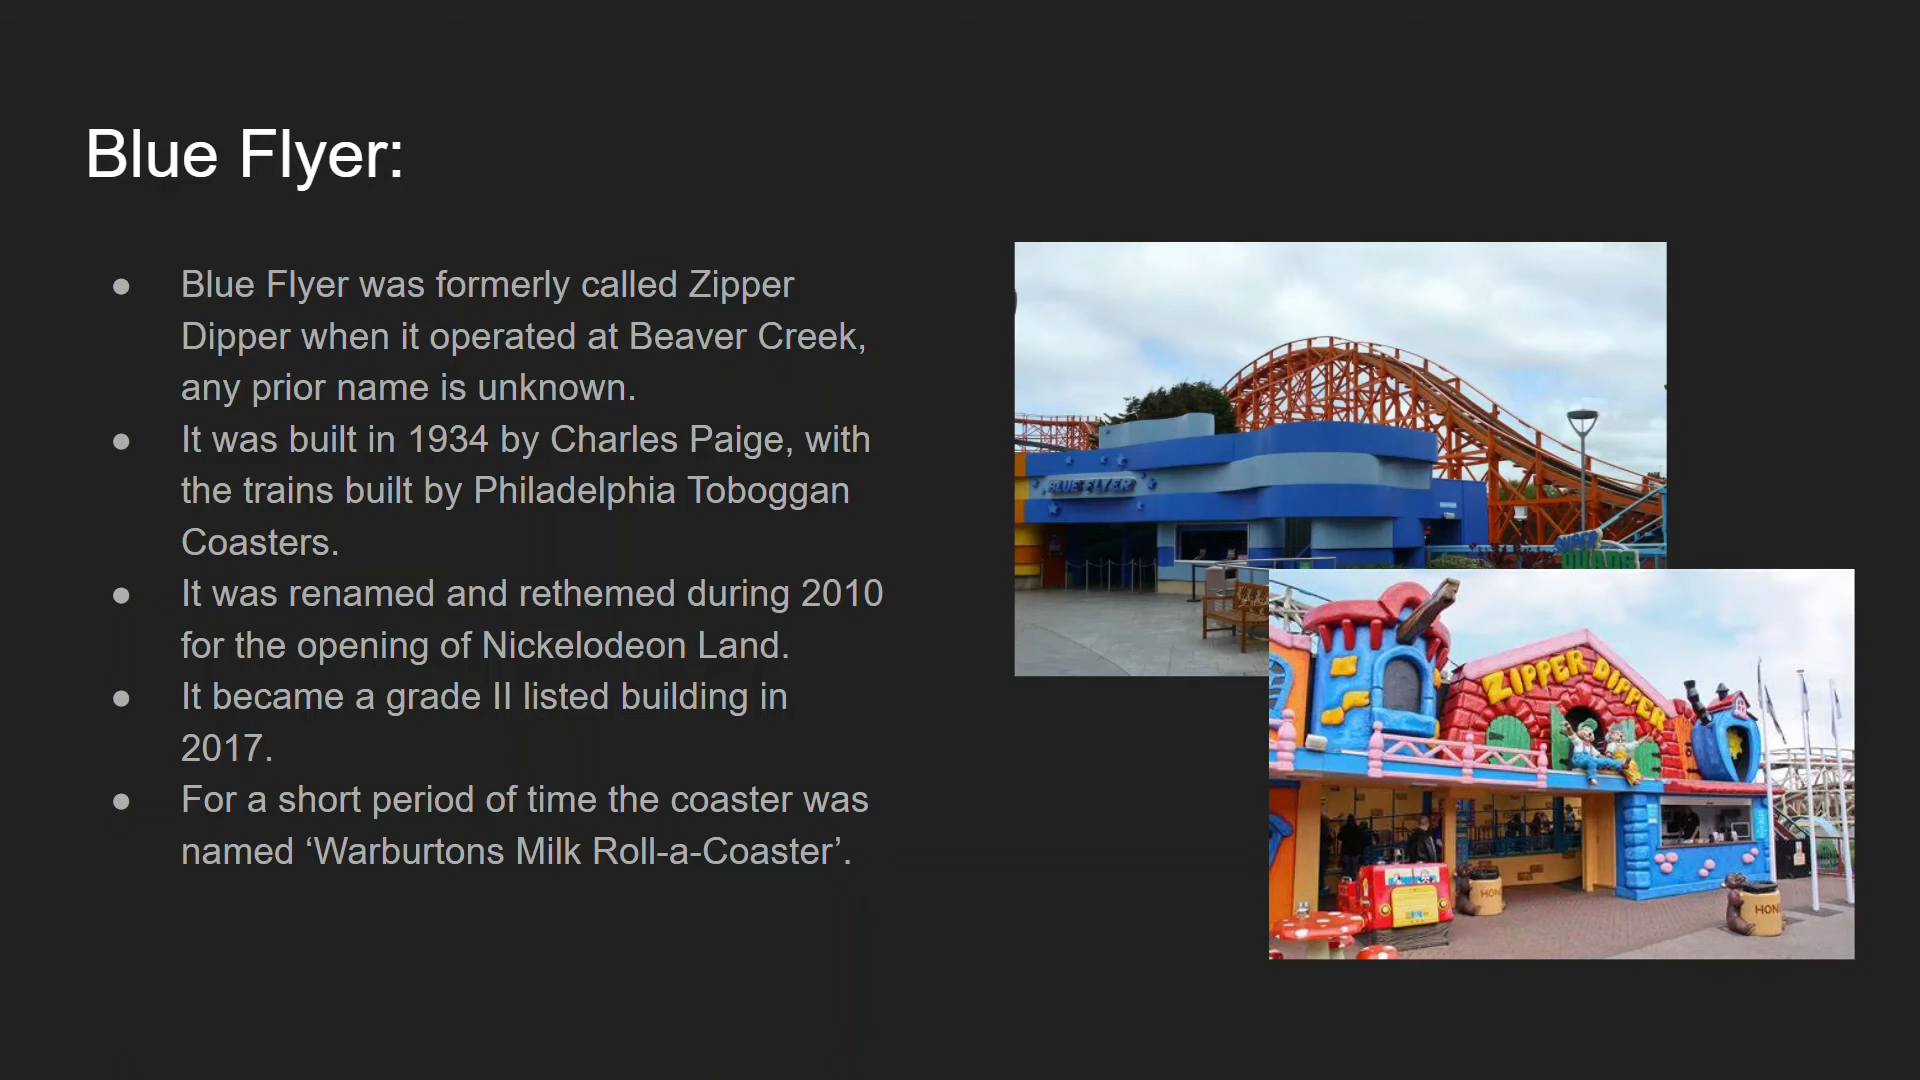 Blue Flyer:
● Blue Flyer was formerly called Zipper
Dipper when it operated at Beaver Creek,
any prior name is unknown.
● It was built in 1934 by Charles Paige, with
the trains built by Philadelphia Toboggan
Coasters.
● It was renamed and rethemed during 2010
for the opening of Nickelodeon Land.
● It became a grade II listed building in
2017.
● For a short period of time the coaster was
named ‘Warburtons Milk Roll-a-Coaster’.
BLUE FLYER
ZIPPER DIPPER
HON
HON